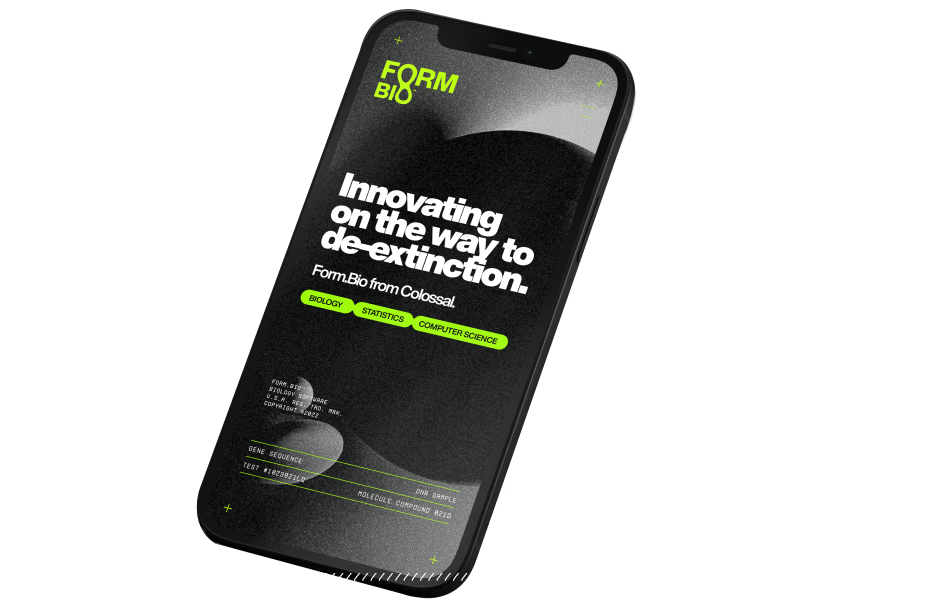 FORM
BIO
Innovating
on the way to
de-extinction.
Form.Bio from Colossal.
BIOLOGY STATISTICS COMPUTER SCIENCE
FORM.BIO™
BIOLOGY SOFTWARE
U.S.A. REG. TRD. MRK.
COPYRIGHT ©2022
GENE SEQUENCE
DNA SAMPLE
TEST #1029021LQ
MOLECULE COMPOUND 021D